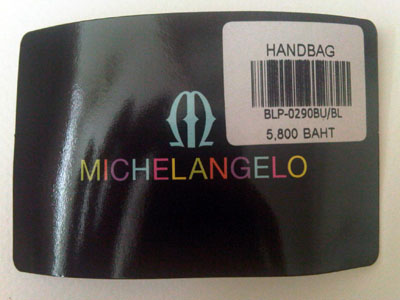 HANDBAG
BLP-0290BU/BL
5,800 BAHT
M
MICHELANGELO